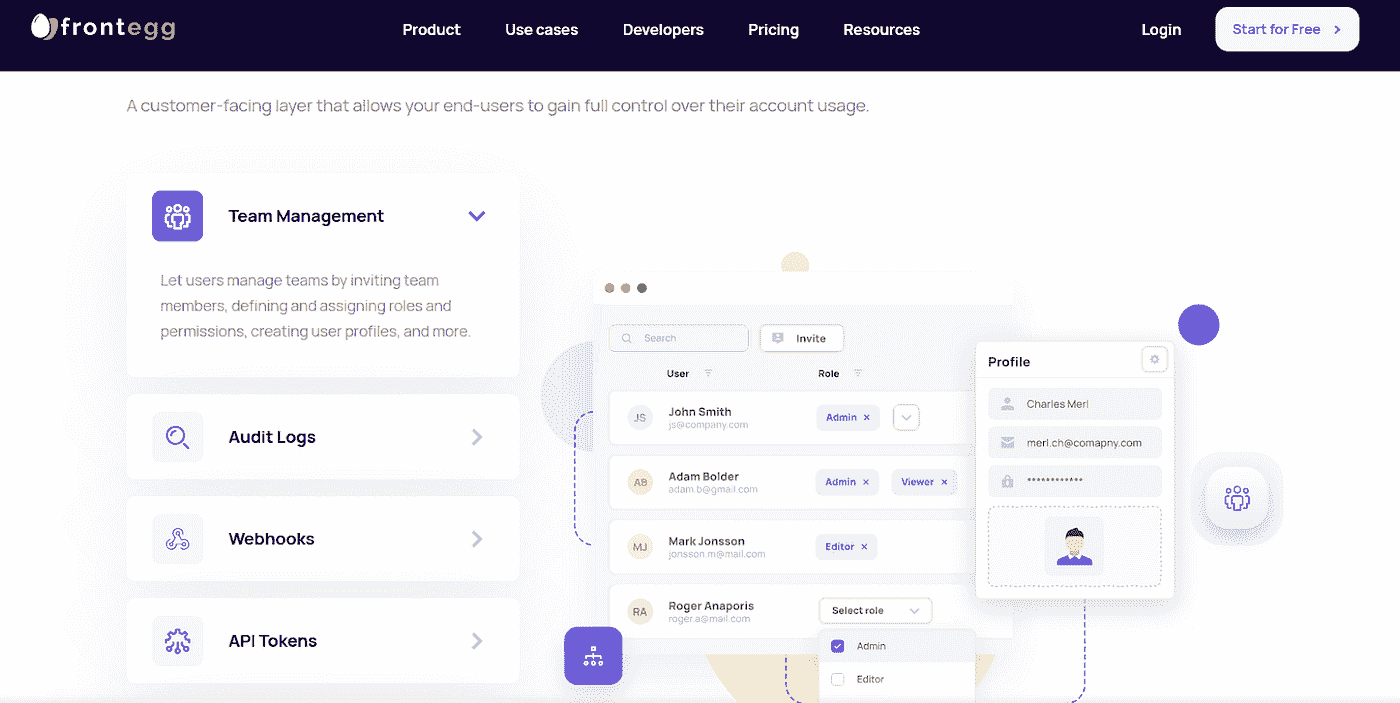 frontegg
Product
Use cases
Developers
Pricing
Resources
Login
Start for Free
A customer-facing layer that allows your end-users to gain full control over their account usage.
Team Management
Let users manage teams by inviting team
members, defining and assigning roles and
permissions, creating user profiles, and more.
Audit Logs
Webhooks
API Tokens
Search
Invite
User
Role
JS
John Smith
js@company.com
Admin ×
AB
Adam Bolder
adam.b@gmail.com
Admin ×
Viewer ×
MJ
Mark Jonsson
jonsson.m@mail.com
Editor ×
RA
Roger Anaporis
roger.a@mail.com
Select role
Admin
Editor
Profile
Charles Merl
merl.ch@comapny.com
************